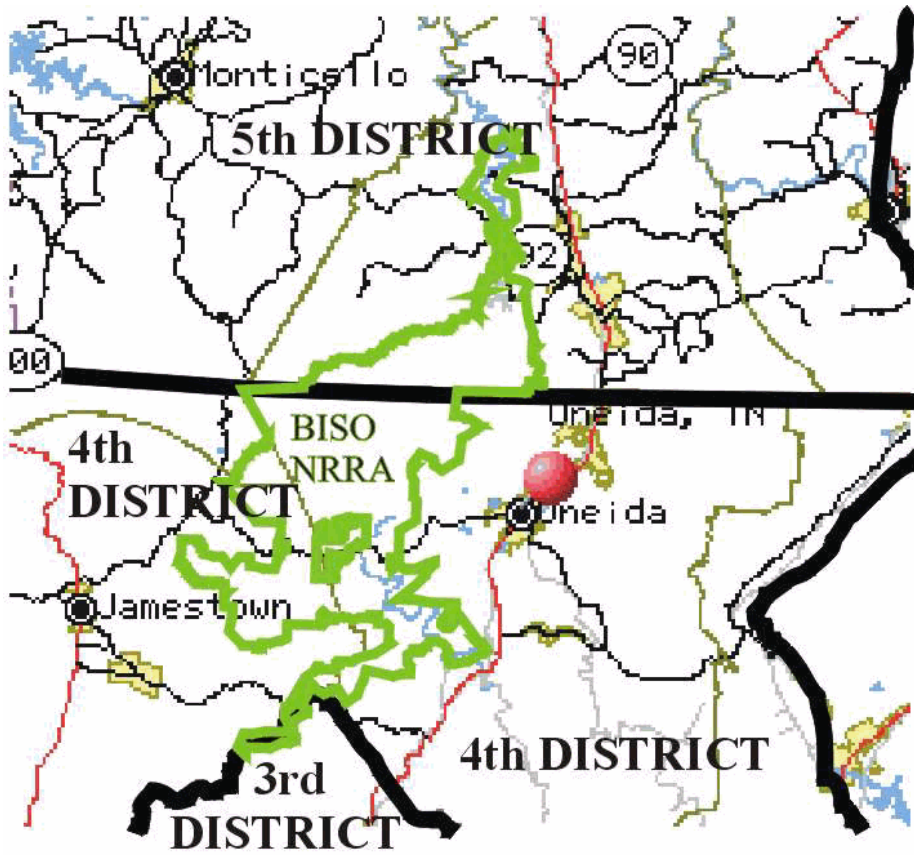 90
Monticello
5th DISTRICT
92
00
Oneida, TN
BISO
NRRA
4th
DISTRICT
Oneida
Jamestown
4th DISTRICT
3rd
DISTRICT